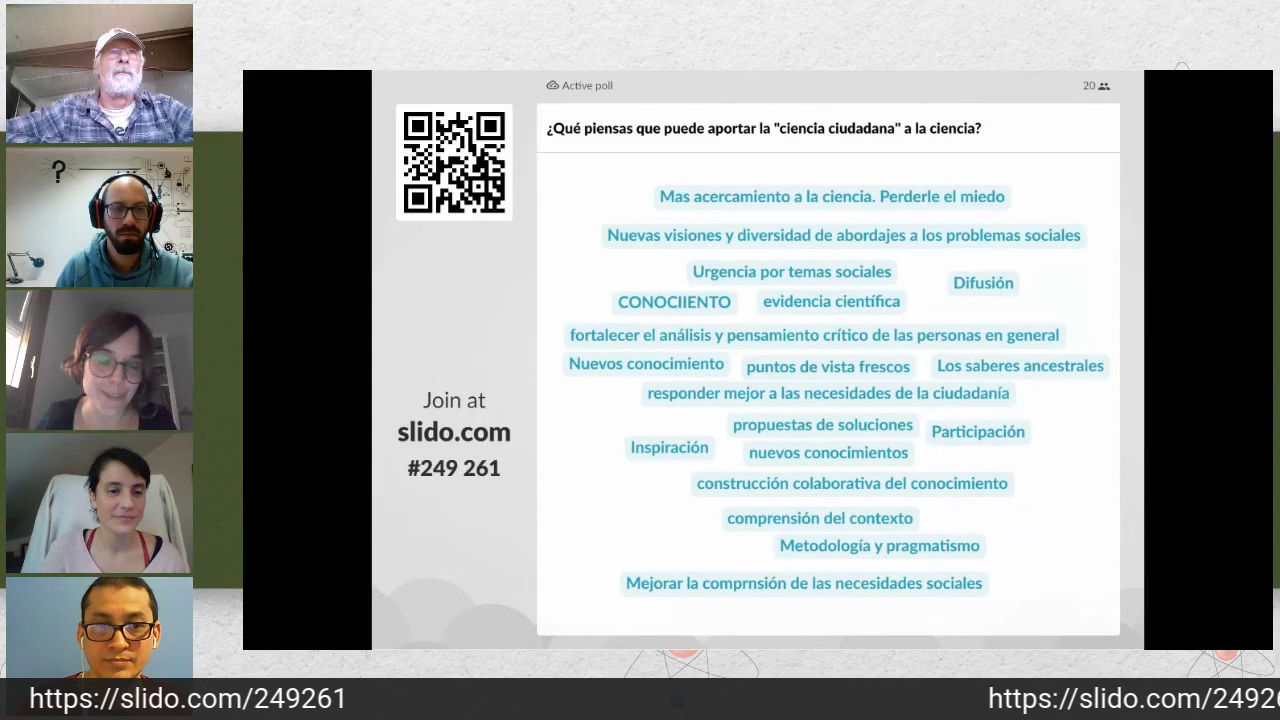 Active poll
20
¿Qué piensas que puede aportar la "ciencia ciudadana" a la ciencia?
Mas acercamiento a la ciencia. Perderle el miedo
Nuevas visiones y diversidad de abordajes a los problemas sociales
Urgencia por temas sociales
Difusión
CONOCIIENTO
evidencia científica
fortalecer el análisis y pensamiento crítico de las personas en general
Nuevos conocimiento
puntos de vista frescos
Los saberes ancestrales
responder mejor a las necesidades de la ciudadanía
propuestas de soluciones
Participación
Inspiración
nuevos conocimientos
construcción colaborativa del conocimiento
comprensión del contexto
Metodología y pragmatismo
Mejorar la comprnsión de las necesidades sociales
Join at
slido.com
#249 261
?
https://slido.com/249261
https://slido.com/2492